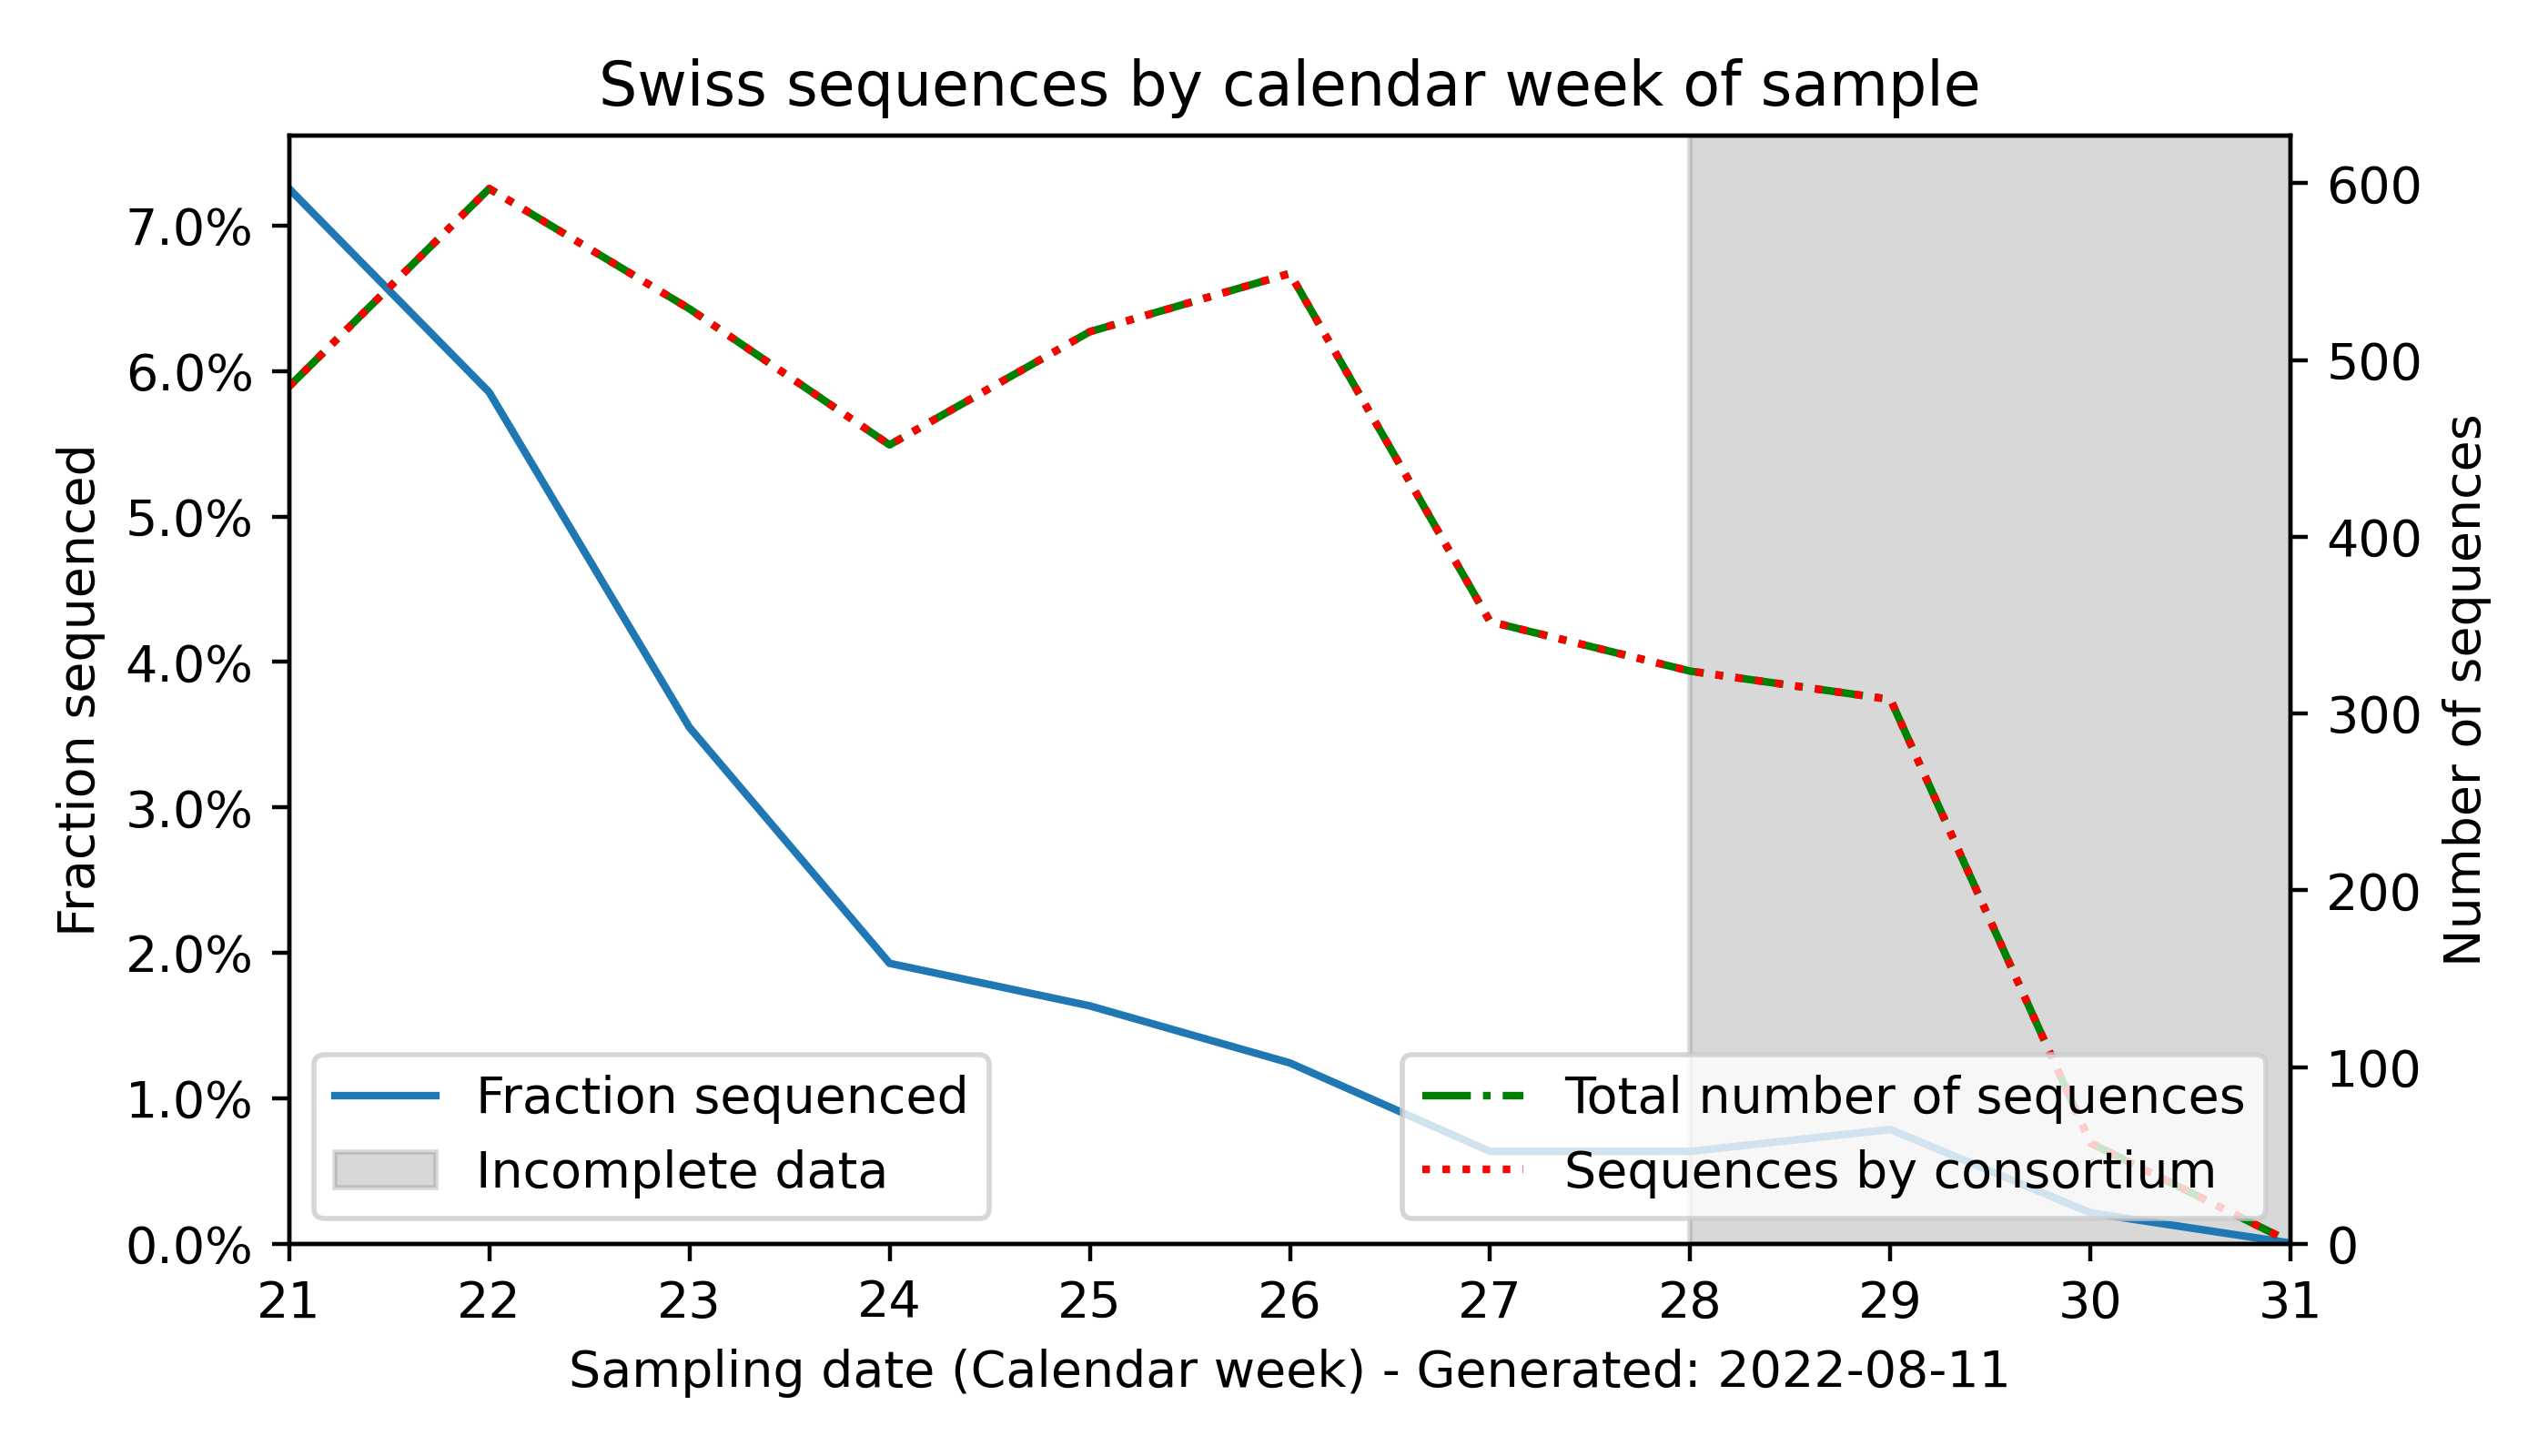 Swiss sequences by calendar week of sample
7.0%
6.0%
5.0%
4.0%
3.0%
2.0%
1.0%
0.0%
Fraction sequenced
600
500
400
300
200
100
0
Number of sequences
Fraction sequenced
Incomplete data
Total number of sequences
Sequences by consortium
21 22 23 24 25 26 27 28 29 30 31
Sampling date (Calendar week) - Generated: 2022-08-11